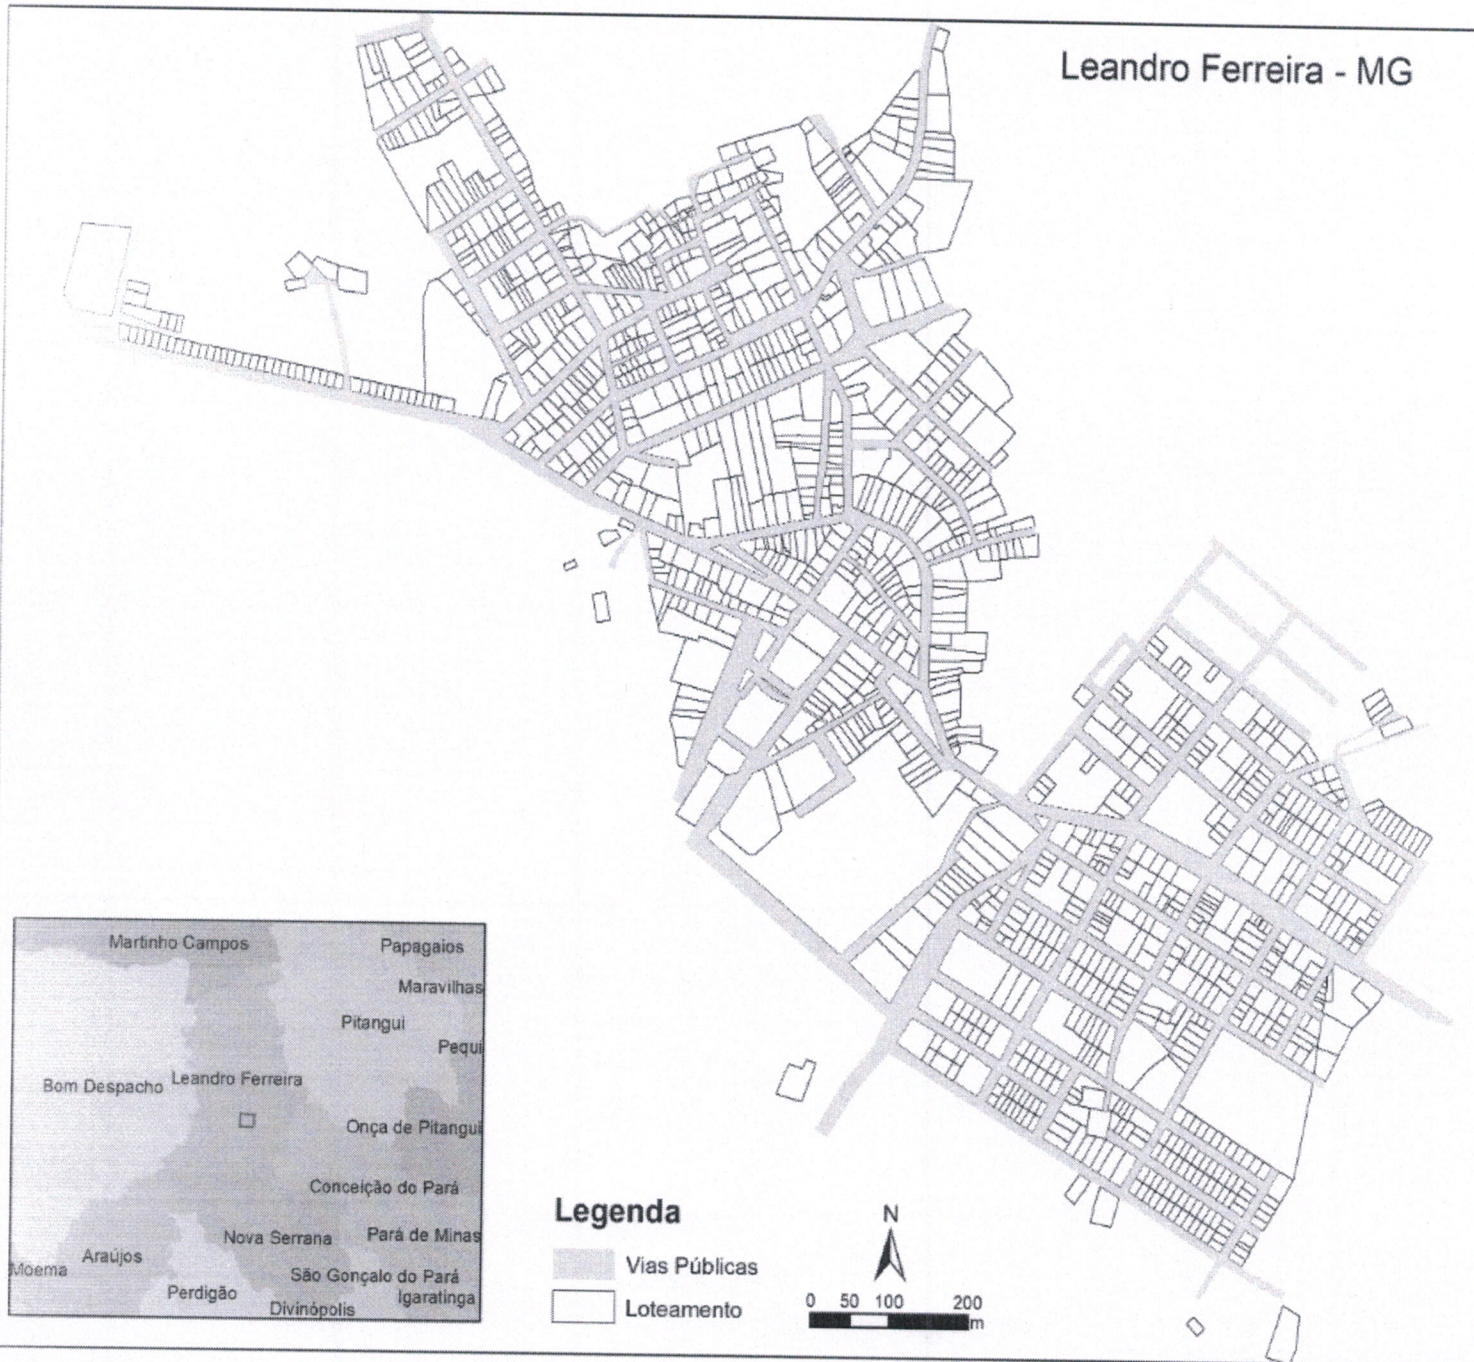 Leandro Ferreira - MG
Martinho Campos
Papagaios
Maravilhas
Pitangui
Pequi
Bom Despacho
Leandro Ferreira
Onça de Pitangui
Conceição do Pará
Nova Serrana
Pará de Minas
Araújos
Moema
São Gonçalo do Pará
Perdigão
Igaratinga
Divinópolis
Legenda
Vias Públicas
Loteamento
N
0 50 100 200
m